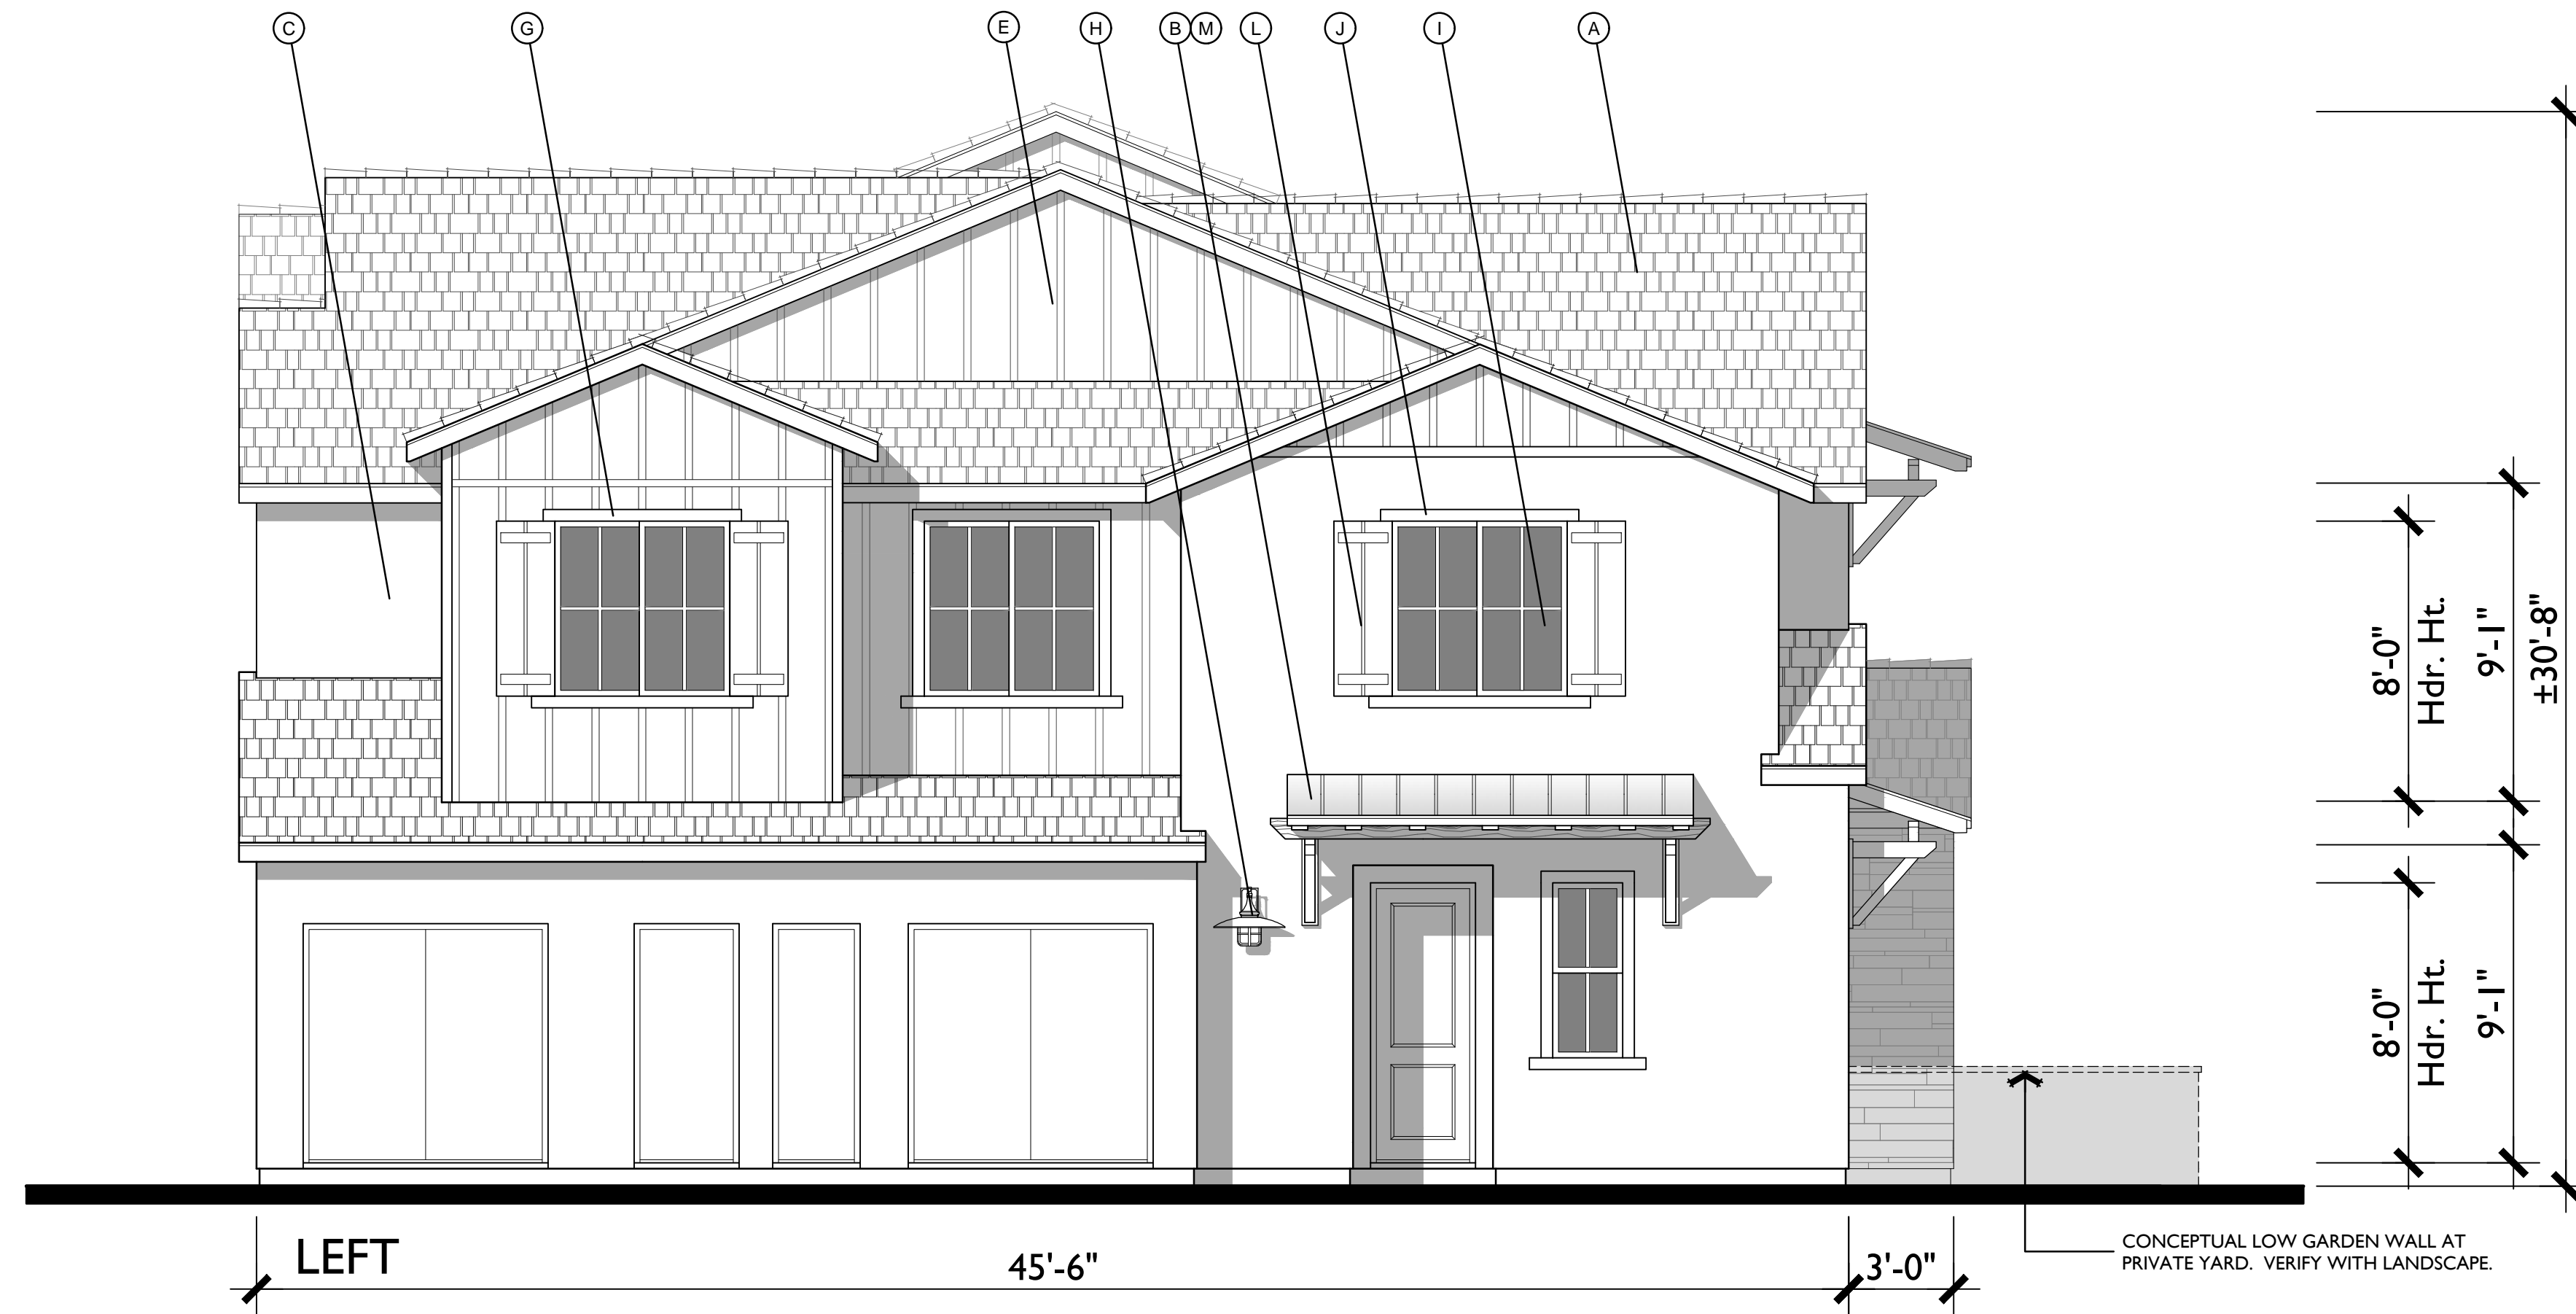 C G E H B M L J I A
8'-0"
Hdr. Ht.
9'-1"
±30'-8"
8'-0"
Hdr. Ht.
9'-1"
LEFT
45'-6"
3'-0"
CONCEPTUAL LOW GARDEN WALL AT
PRIVATE YARD. VERIFY WITH LANDSCAPE.